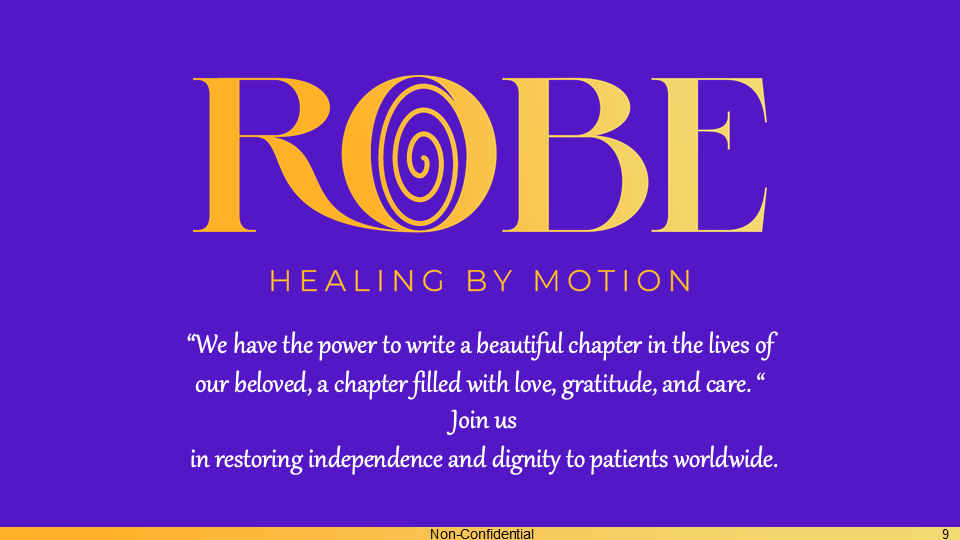 ROBE
HEALING BY MOTION
“We have the power to write a beautiful chapter in the lives of
our beloved, a chapter filled with love, gratitude, and care. “
Join us
in restoring independence and dignity to patients worldwide.
Non-Confidential
9